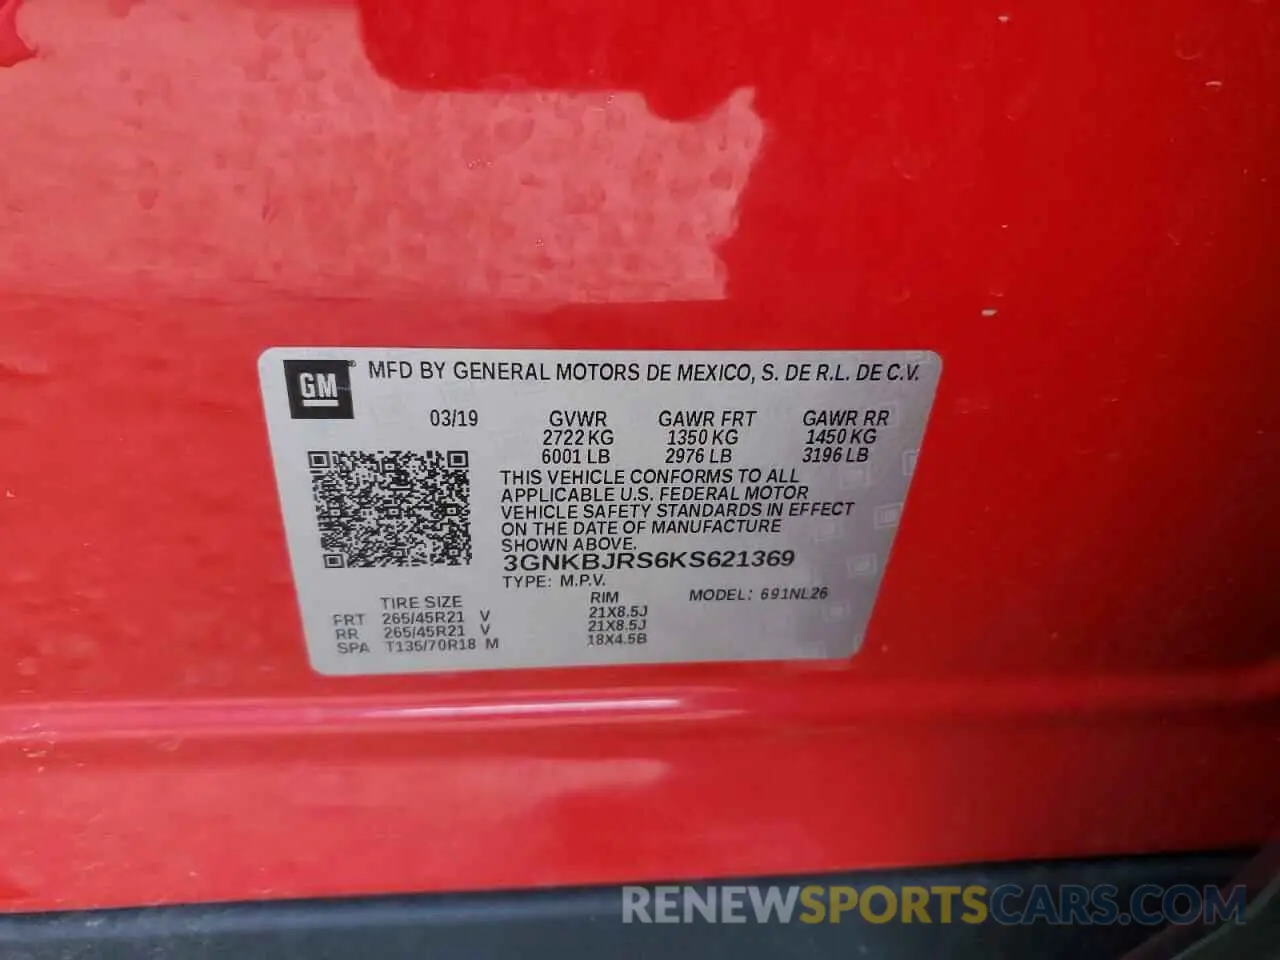 GM ® MFD BY GENERAL MOTORS DE MEXICO, S. DE R.L. DE C.V.
03/19 GVWR GAWR FRT GAWR RR
2722 KG 1350 KG 1450 KG
6001 LB 2976 LB 3196 LB
THIS VEHICLE CONFORMS TO ALL
APPLICABLE U.S. FEDERAL MOTOR
VEHICLE SAFETY STANDARDS IN EFFECT
ON THE DATE OF MANUFACTURE
SHOWN ABOVE.
3GNKBJRS6KS621369
TYPE: M.P.V. MODEL: 691NL26
TIRE SIZE RIM
FRT 265/45R21 V 21X8.5J
RR 265/45R21 V 21X8.5J
SPA T135/70R18 M 18X4.5B
RENEWSPORTSCARS.COM